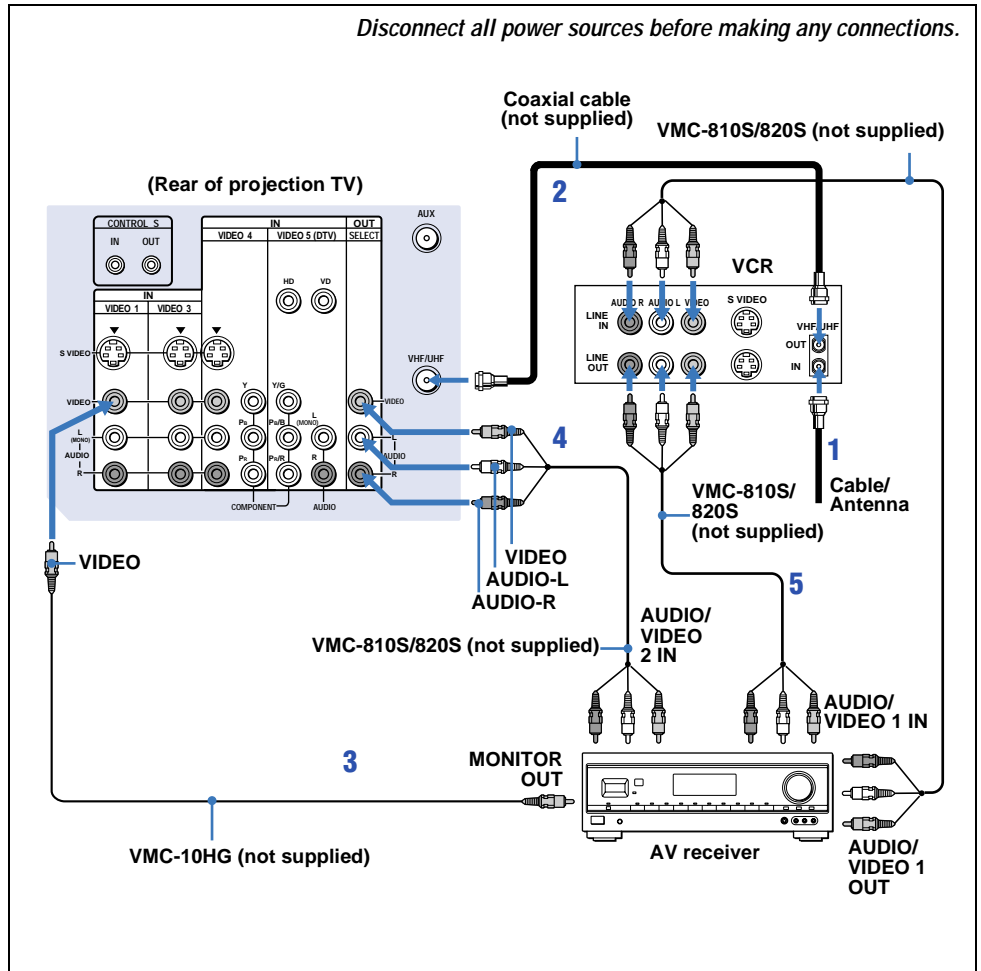 Disconnect all power sources before making any connections.
Coaxial cable
(not supplied)
VMC-810S/820S (not supplied)
2
(Rear of projection TV)
CONTROL S
IN OUT
IN
VIDEO 4 VIDEO 5 (DTV)
OUT
SELECT
AUX
HD VD
IN
VIDEO 1 VIDEO 3
S VIDEO
VIDEO
L
(MONO)
AUDIO
R
Y
PB
PR
Y/G
PB/B
PR/R
L
(MONO)
R
COMPONENT
AUDIO
VIDEO
L
AUDIO
R
VHF/UHF
VCR
AUDIO R AUDIO L VIDEO
S VIDEO
LINE
IN
LINE
OUT
VHF/UHF
OUT
IN
1
Cable/
Antenna
4
VIDEO
AUDIO-L
AUDIO-R
VMC-810S/
820S
(not supplied)
5
VIDEO
VMC-810S/820S (not supplied)
AUDIO/
VIDEO
2 IN
AUDIO/
VIDEO 1 IN
3
MONITOR
OUT
VMC-10HG (not supplied)
AV receiver
AUDIO/
VIDEO 1
OUT